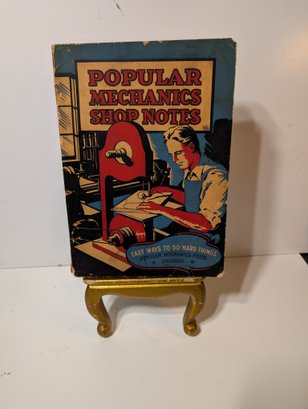 POPULAR
MECHANICS
SHOP NOTES
EASY WAYS TO DO HARD THINGS
POPULAR MECHANICS PRESS
CHICAGO